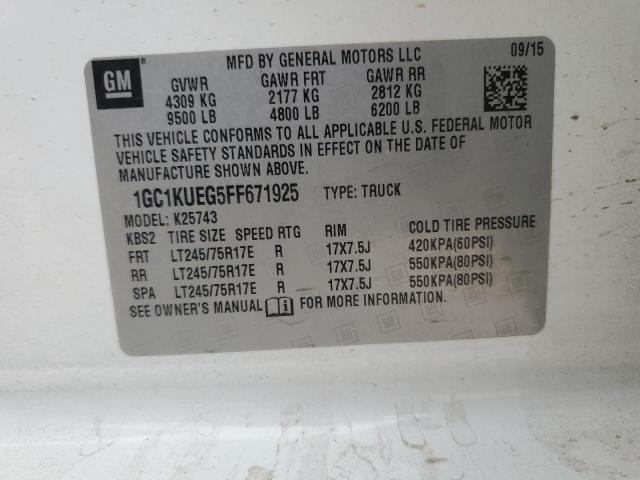 GM
®
MFD BY GENERAL MOTORS LLC 09/15
GVWR GAWR FRT GAWR RR
4309 KG 2177 KG 2812 KG
9500 LB 4800 LB 6200 LB
THIS VEHICLE CONFORMS TO ALL APPLICABLE U.S. FEDERAL MOTOR
VEHICLE SAFETY STANDARDS IN EFFECT ON THE DATE OF
MANUFACTURE SHOWN ABOVE.
1GC1KUEG5FF671925 TYPE: TRUCK
MODEL: K25743
KBS2 TIRE SIZE SPEED RTG RIM COLD TIRE PRESSURE
FRT LT245/75R17E R 17X7.5J 420KPA(60PSI)
RR LT245/75R17E R 17X7.5J 550KPA(80PSI)
SPA LT245/75R17E R 17X7.5J 550KPA(80PSI)
SEE OWNER'S MANUAL i FOR MORE INFORMATION.